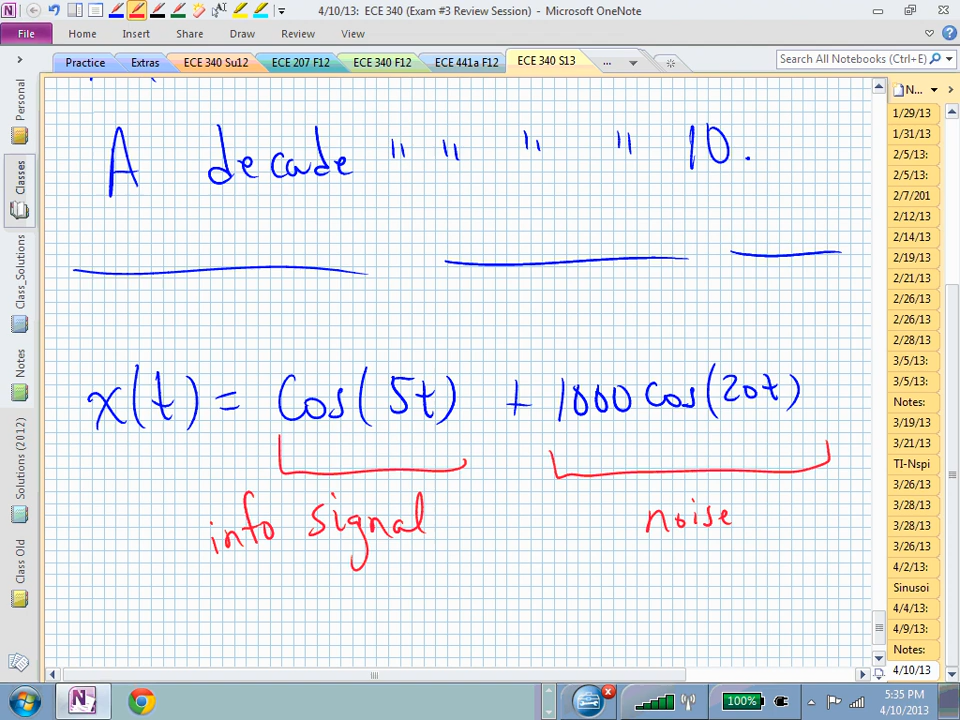 4/10/13: ECE 340 (Exam #3 Review Session) - Microsoft OneNote
File Home Insert Share Draw Review View
Practice Extras ECE 340 Su12 ECE 207 F12 ECE 340 F12 ECE 441a F12 ECE 340 S13 ... Search All Notebooks (Ctrl+E)
Personal
Classes
Class_Solutions
Notes
Solutions (2012)
Class Old
A decade " " " " 10.
x(t) = Cos(5t) + 1000 cos(20t)
info signal noise
N...
1/29/13
1/31/13
2/5/13:
2/5/13:
2/7/201
2/12/13
2/14/13
2/19/13
2/21/13
2/26/13
2/26/13
2/28/13
3/5/13:
3/5/13:
Notes:
3/19/13
3/21/13
TI-Nspi
3/26/13
3/28/13
3/28/13
3/26/13
4/2/13:
Sinusoi
4/4/13:
4/9/13:
Notes:
4/10/13
100%
5:35 PM
4/10/2013